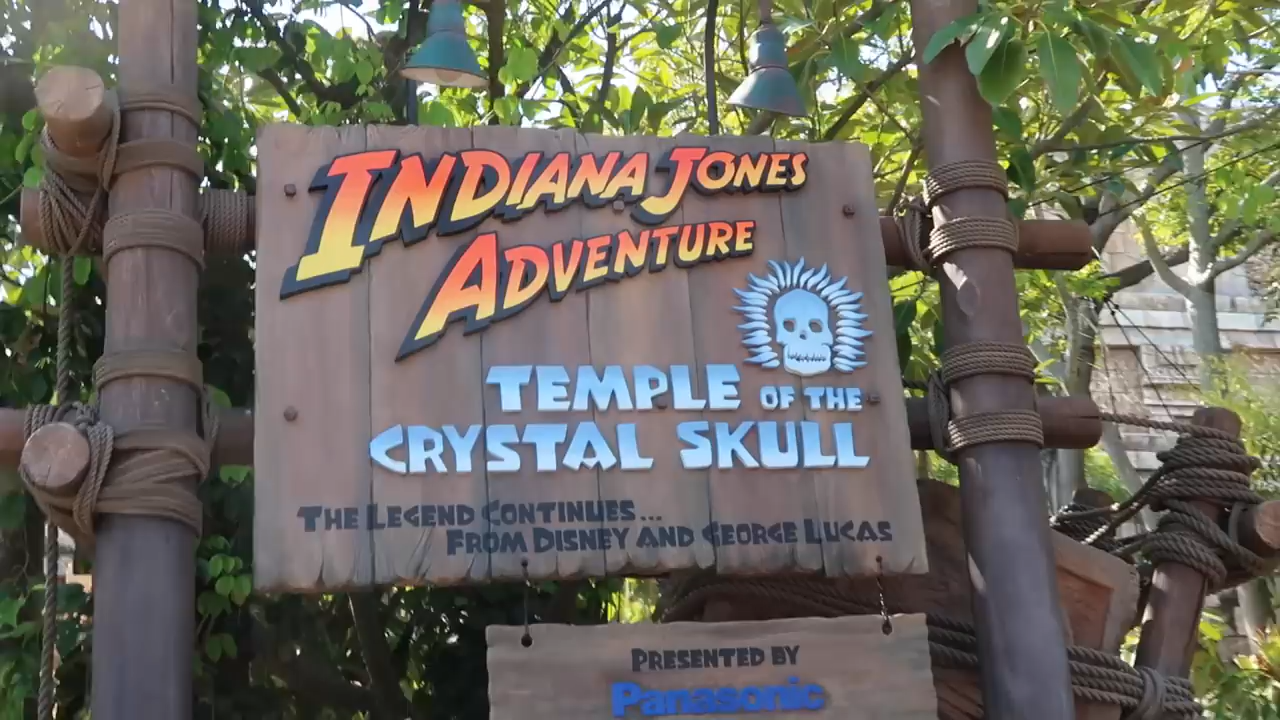 INDIANA JONES
ADVENTURE
TEMPLE OF THE
CRYSTAL SKULL
THE LEGEND CONTINUES...
FROM DISNEY AND GEORGE LUCAS
PRESENTED BY
Panasonic